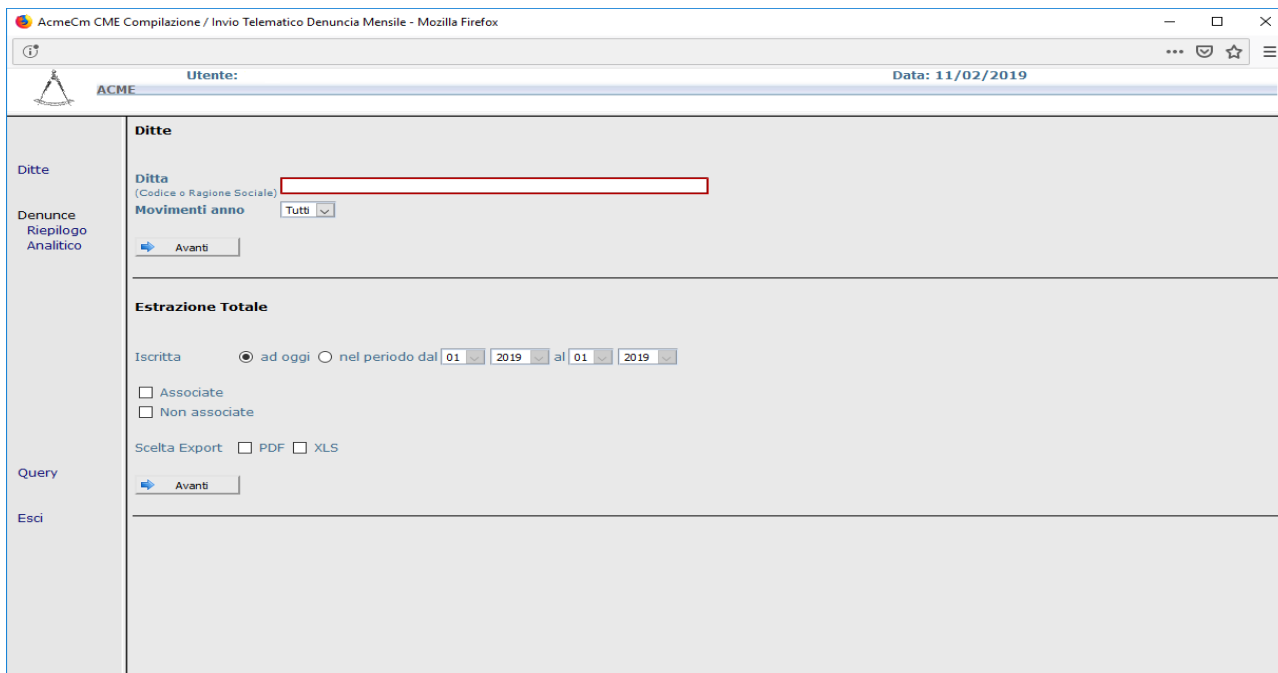 AcmeCm CME Compilazione / Invio Telematico Denuncia Mensile - Mozilla Firefox
Utente: Data: 11/02/2019
ACME
Ditte
Ditte
Ditta
(Codice o Ragione Sociale)
Denunce
Movimenti anno Tutti
Riepilogo
Analitico
Avanti
Estrazione Totale
Iscritta ad oggi nel periodo dal 01 2019 al 01 2019
Associate
Non associate
Scelta Export PDF XLS
Query
Avanti
Esci